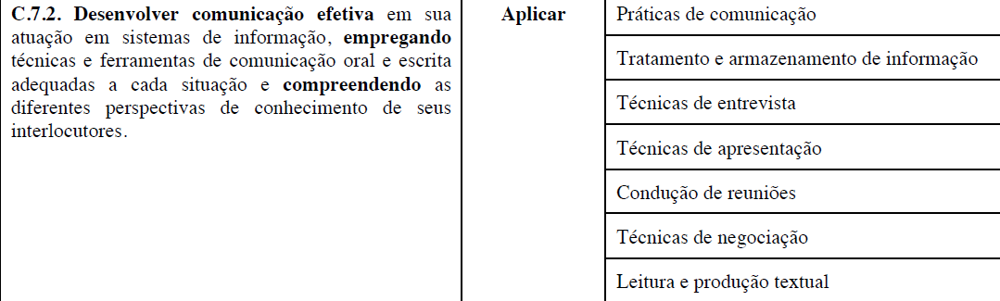 C.7.2. Desenvolver comunicação efetiva em sua
atuação em sistemas de informação, empregando
técnicas e ferramentas de comunicação oral e escrita
adequadas a cada situação e compreendendo as
diferentes perspectivas de conhecimento de seus
interlocutores.
Aplicar
Práticas de comunicação
Tratamento e armazenamento de informação
Técnicas de entrevista
Técnicas de apresentação
Condução de reuniões
Técnicas de negociação
Leitura e produção textual